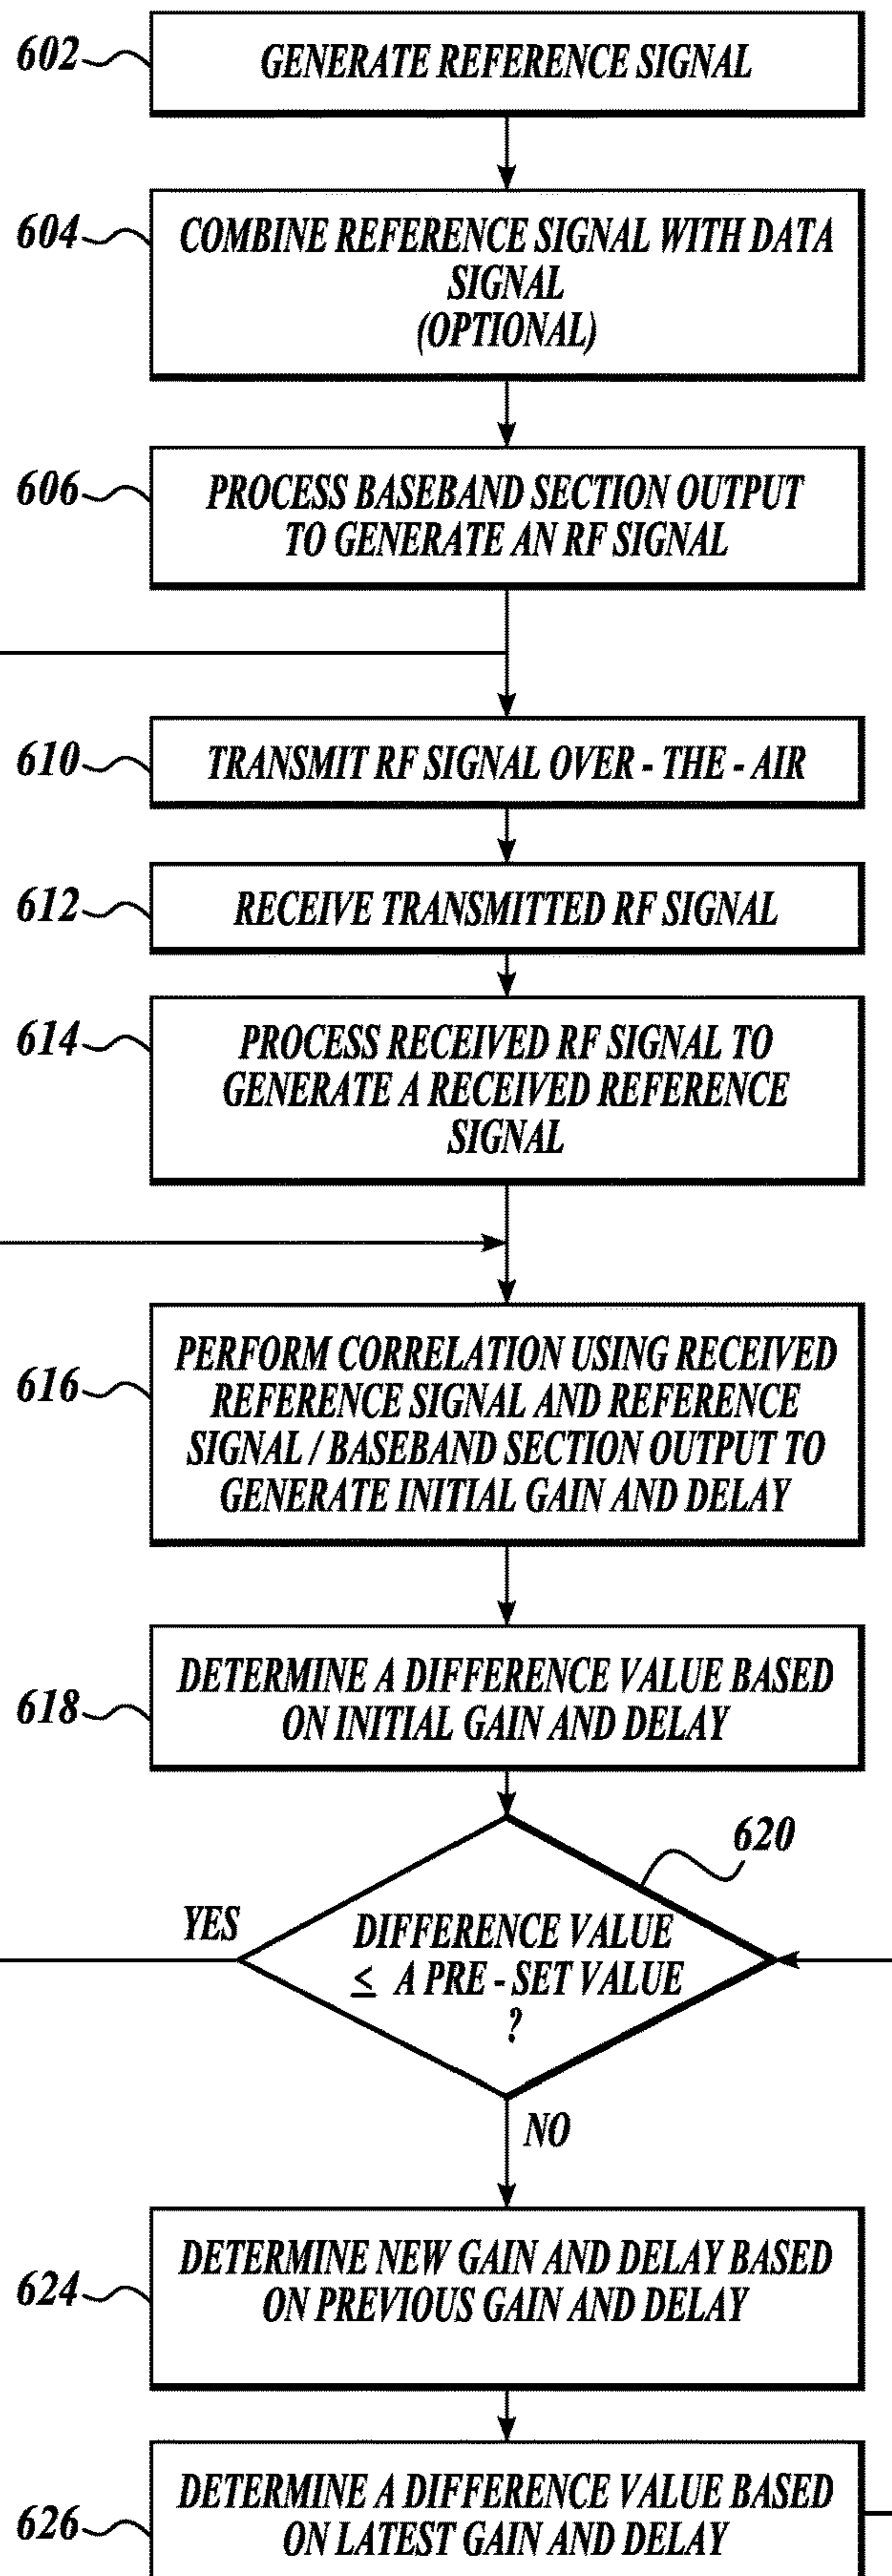 602
GENERATE REFERENCE SIGNAL
604
COMBINE REFERENCE SIGNAL WITH DATA
SIGNAL
(OPTIONAL)
606
PROCESS BASEBAND SECTION OUTPUT
TO GENERATE AN RF SIGNAL
610
TRANSMIT RF SIGNAL OVER - THE - AIR
612
RECEIVE TRANSMITTED RF SIGNAL
614
PROCESS RECEIVED RF SIGNAL TO
GENERATE A RECEIVED REFERENCE
SIGNAL
616
PERFORM CORRELATION USING RECEIVED
REFERENCE SIGNAL AND REFERENCE
SIGNAL / BASEBAND SECTION OUTPUT TO
GENERATE INITIAL GAIN AND DELAY
618
DETERMINE A DIFFERENCE VALUE BASED
ON INITIAL GAIN AND DELAY
620
YES
DIFFERENCE VALUE
≤ A PRE - SET VALUE
?
NO
624
DETERMINE NEW GAIN AND DELAY BASED
ON PREVIOUS GAIN AND DELAY
626
DETERMINE A DIFFERENCE VALUE BASED
ON LATEST GAIN AND DELAY